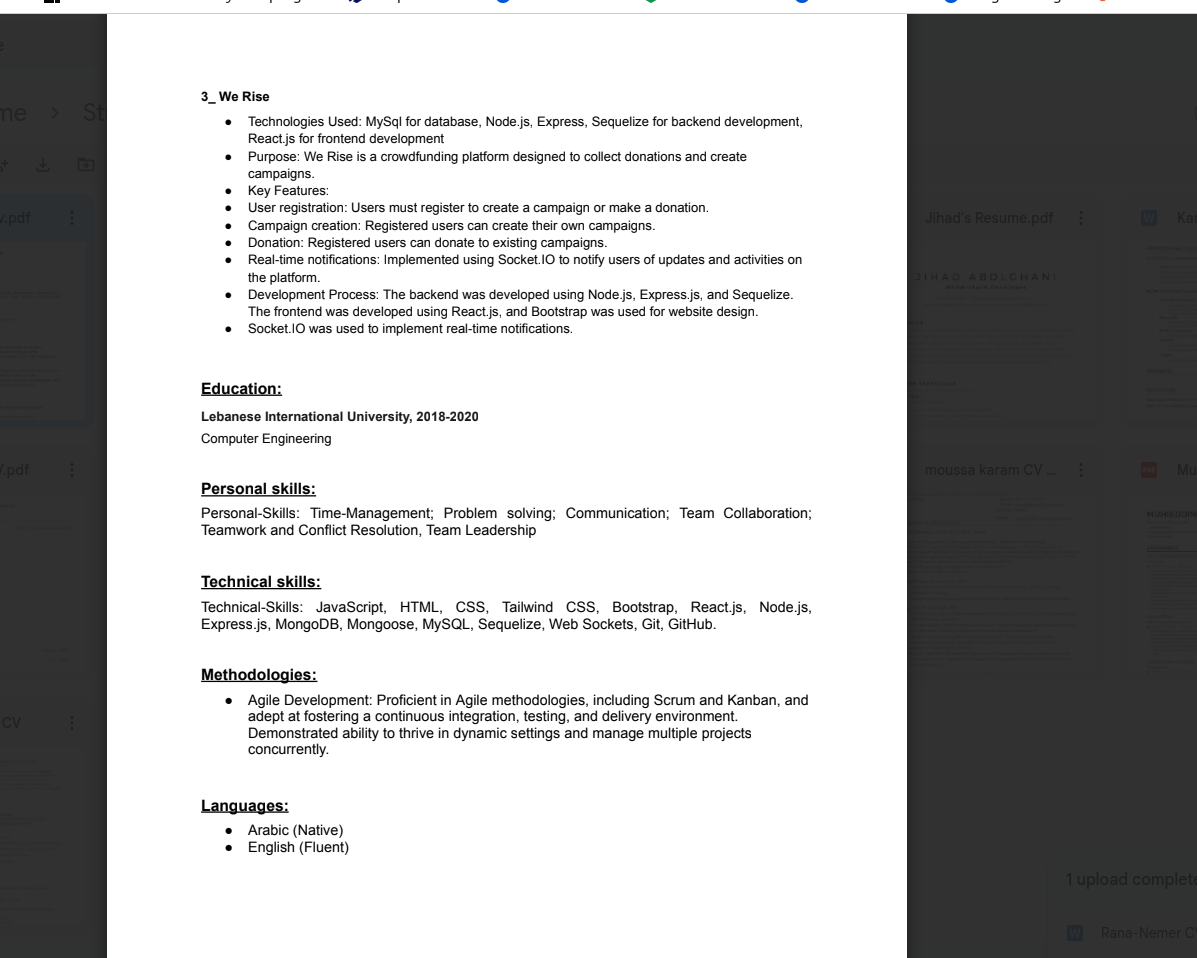 3_ We Rise
● Technologies Used: MySql for database, Node.js, Express, Sequelize for backend development,
React.js for frontend development
● Purpose: We Rise is a crowdfunding platform designed to collect donations and create
campaigns.
● Key Features:
● User registration: Users must register to create a campaign or make a donation.
● Campaign creation: Registered users can create their own campaigns.
● Donation: Registered users can donate to existing campaigns.
● Real-time notifications: Implemented using Socket.IO to notify users of updates and activities on
the platform.
● Development Process: The backend was developed using Node.js, Express.js, and Sequelize.
The frontend was developed using React.js, and Bootstrap was used for website design.
● Socket.IO was used to implement real-time notifications.
Education:
Lebanese International University, 2018-2020
Computer Engineering
Personal skills:
Personal-Skills: Time-Management; Problem solving; Communication; Team Collaboration;
Teamwork and Conflict Resolution, Team Leadership
Technical skills:
Technical-Skills: JavaScript, HTML, CSS, Tailwind CSS, Bootstrap, React.js, Node.js,
Express.js, MongoDB, Mongoose, MySQL, Sequelize, Web Sockets, Git, GitHub.
Methodologies:
● Agile Development: Proficient in Agile methodologies, including Scrum and Kanban, and
adept at fostering a continuous integration, testing, and delivery environment.
Demonstrated ability to thrive in dynamic settings and manage multiple projects
concurrently.
Languages:
● Arabic (Native)
● English (Fluent)
Jihad's Resume.pdf
JIHAD ABOLGHANI
moussa karam CV ...
CV
1 upload complete
Rana-Nemer C